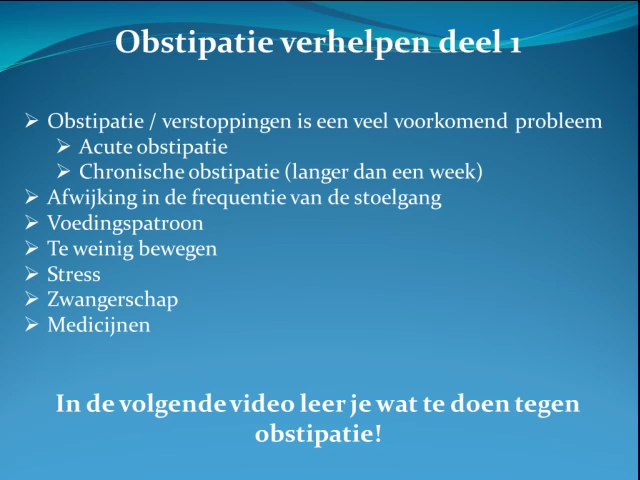 Obstipatie verhelpen deel 1
Obstipatie / verstoppingen is een veel voorkomend probleem
Acute obstipatie
Chronische obstipatie (langer dan een week)
Afwijking in de frequentie van de stoelgang
Voedingspatroon
Te weinig bewegen
Stress
Zwangerschap
Medicijnen
In de volgende video leer je wat te doen tegen
obstipatie!